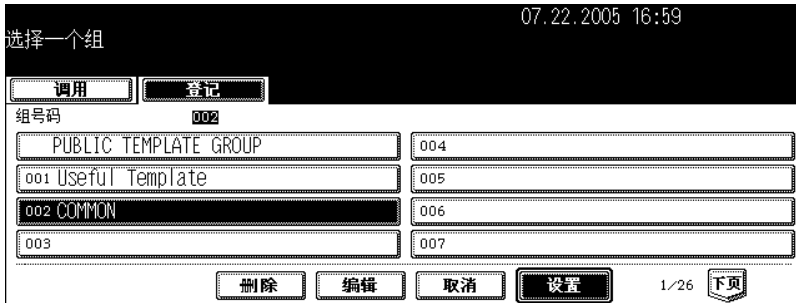 07.22.2005 16:59
选择一个组
调用 登记
组号码 002
PUBLIC TEMPLATE GROUP 004
001 Useful Template 005
002 COMMON 006
003 007
删除 编辑 取消 设置 1/26 下页